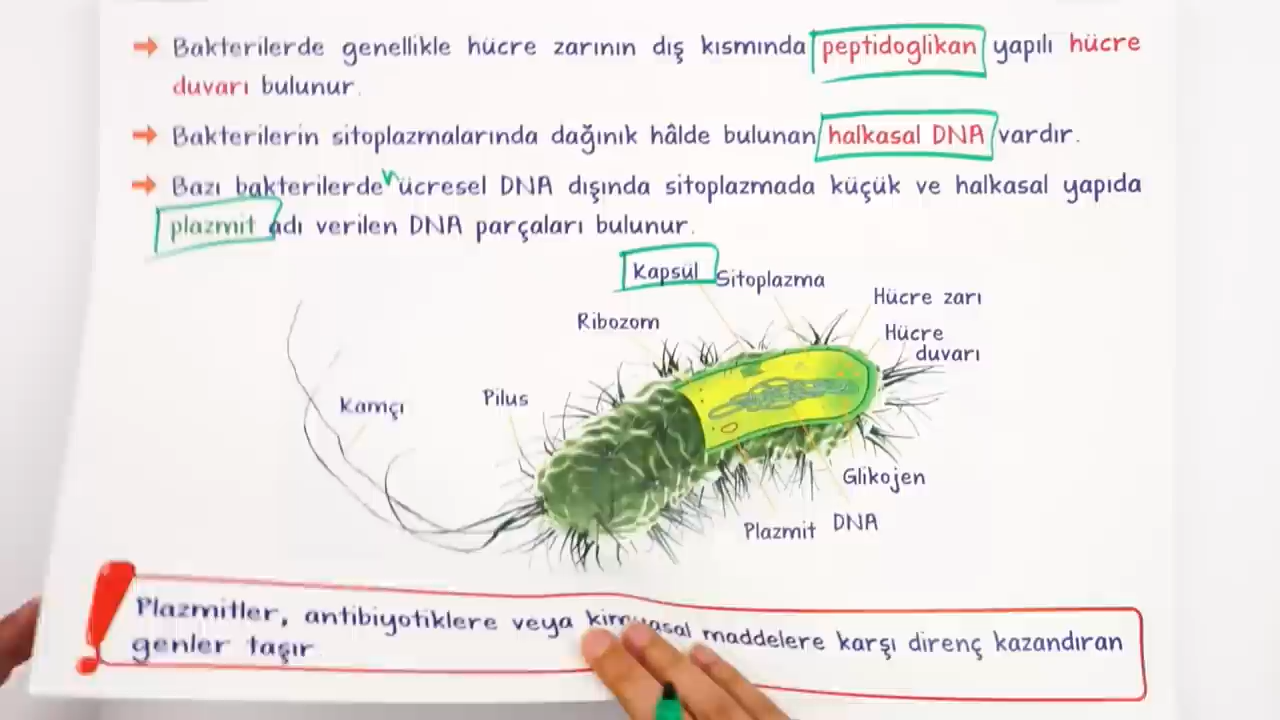 Bakterilerde genellikle hücre zarının dış kısmında peptidoglikan yapılı hücre
duvarı bulunur.
Bakterilerin sitoplazmalarında dağınık hâlde bulunan halkasal DNA vardır.
Bazı bakterilerde ücresel DNA dışında sitoplazmada küçük ve halkasal yapıda
plazmit adı verilen DNA parçaları bulunur.
Kapsül
Sitoplazma
Hücre zarı
Ribozom
Hücre
duvarı
Pilus
Kamçı
Glikojen
Plazmit
DNA
Plazmitler, antibiyotiklere veya kimyasal maddelere karşı direnç kazandıran
genler taşır